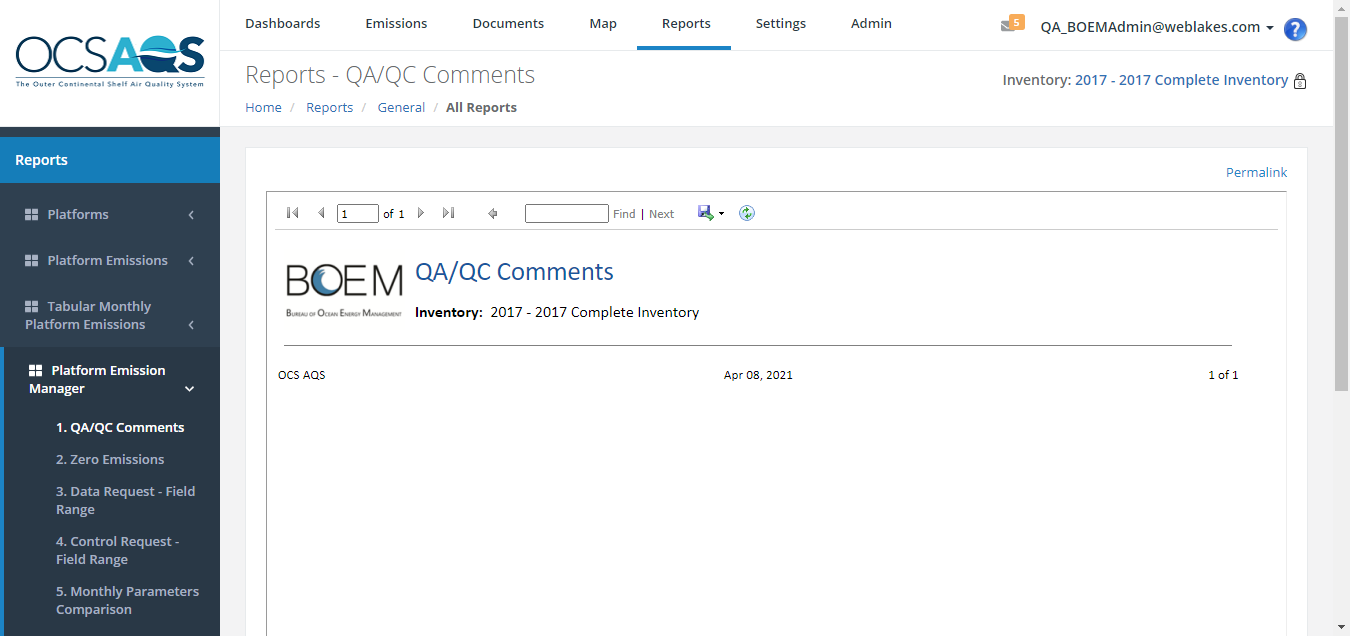 OCSAQS
The Outer Continental Shelf Air Quality System
Dashboards
Emissions
Documents
Map
Reports
Settings
Admin
5
QA_BOEMAdmin@weblakes.com
?
Reports - QA/QC Comments
Inventory: 2017 - 2017 Complete Inventory
Home / Reports / General / All Reports
Reports
Platforms
Platform Emissions
Tabular Monthly
Platform Emissions
Platform Emission
Manager
1. QA/QC Comments
2. Zero Emissions
3. Data Request - Field
Range
4. Control Request -
Field Range
5. Monthly Parameters
Comparison
Permalink
1 of 1
Find | Next
BOEM
Bureau of Ocean Energy Management
QA/QC Comments
Inventory: 2017 - 2017 Complete Inventory
OCS AQS
Apr 08, 2021
1 of 1